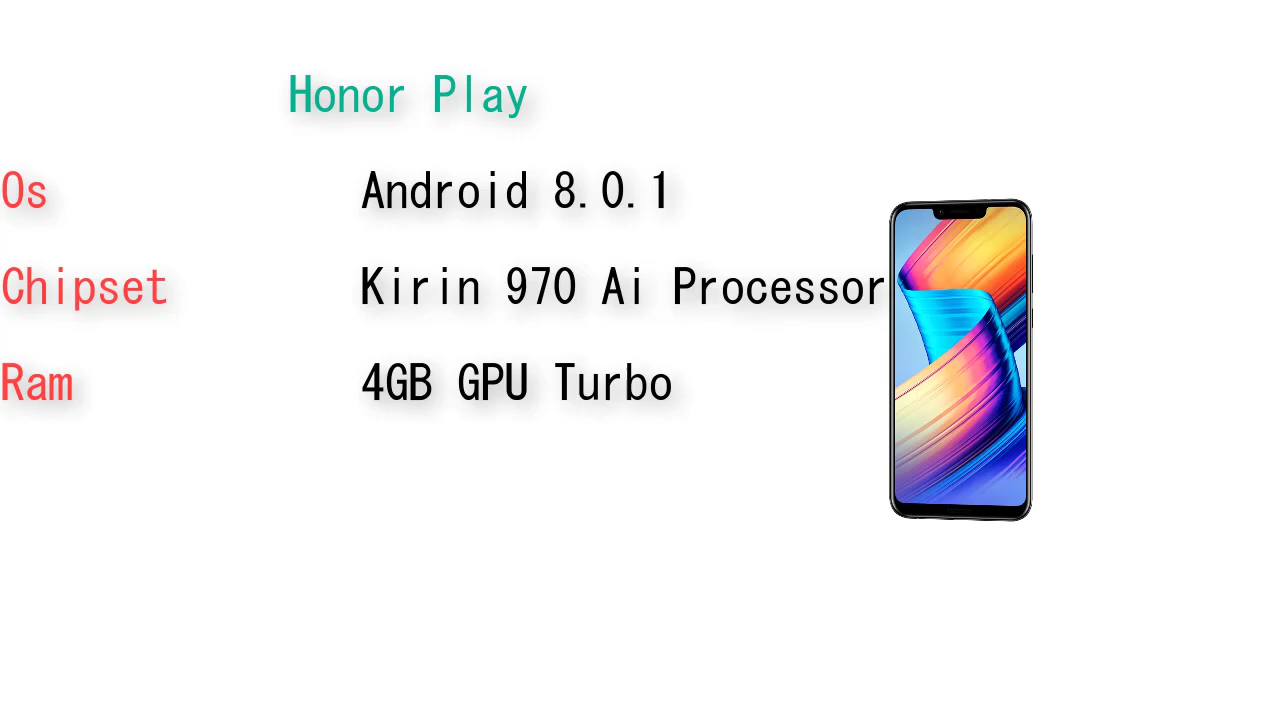 Honor Play
Os Android 8.0.1
Chipset Kirin 970 Ai Processor
Ram 4GB GPU Turbo